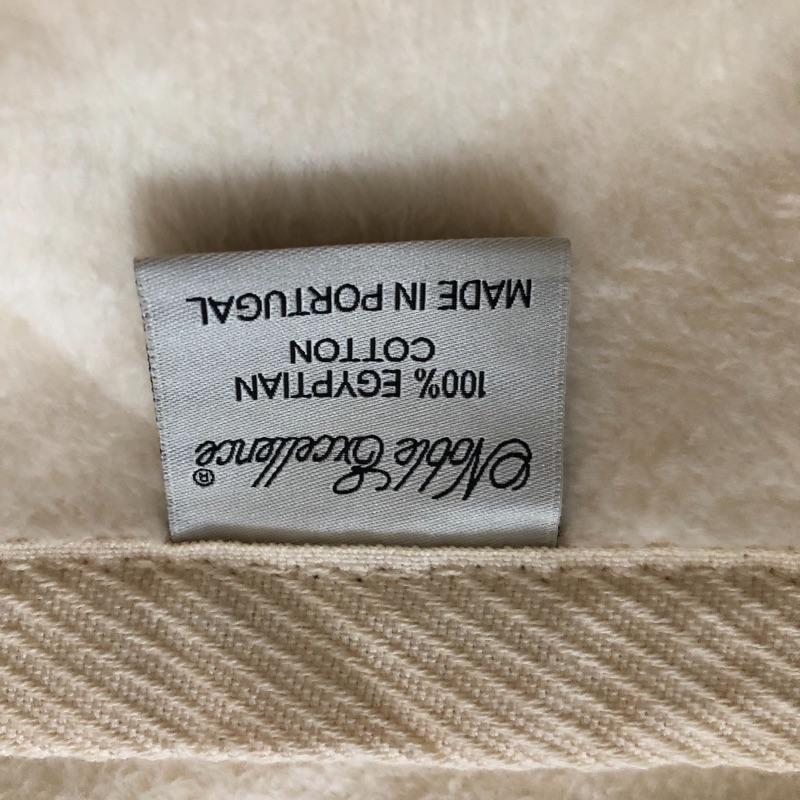 Noble Excellence®
100% EGYPTIAN
COTTON
MADE IN PORTUGAL